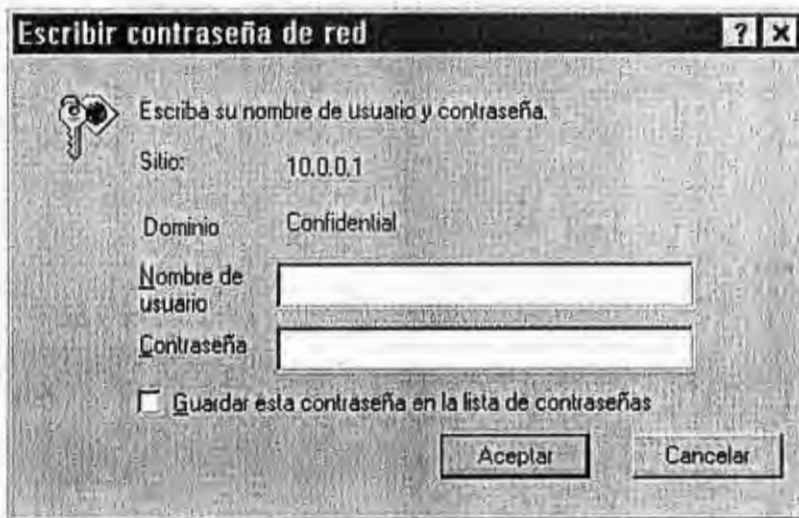 Escribir contraseña de red
Escriba su nombre de usuario y contraseña.
Sitio: 10.0.0.1
Dominio Confidential
Nombre de
usuario
Contraseña
Guardar esta contraseña en la lista de contraseñas
Aceptar Cancelar